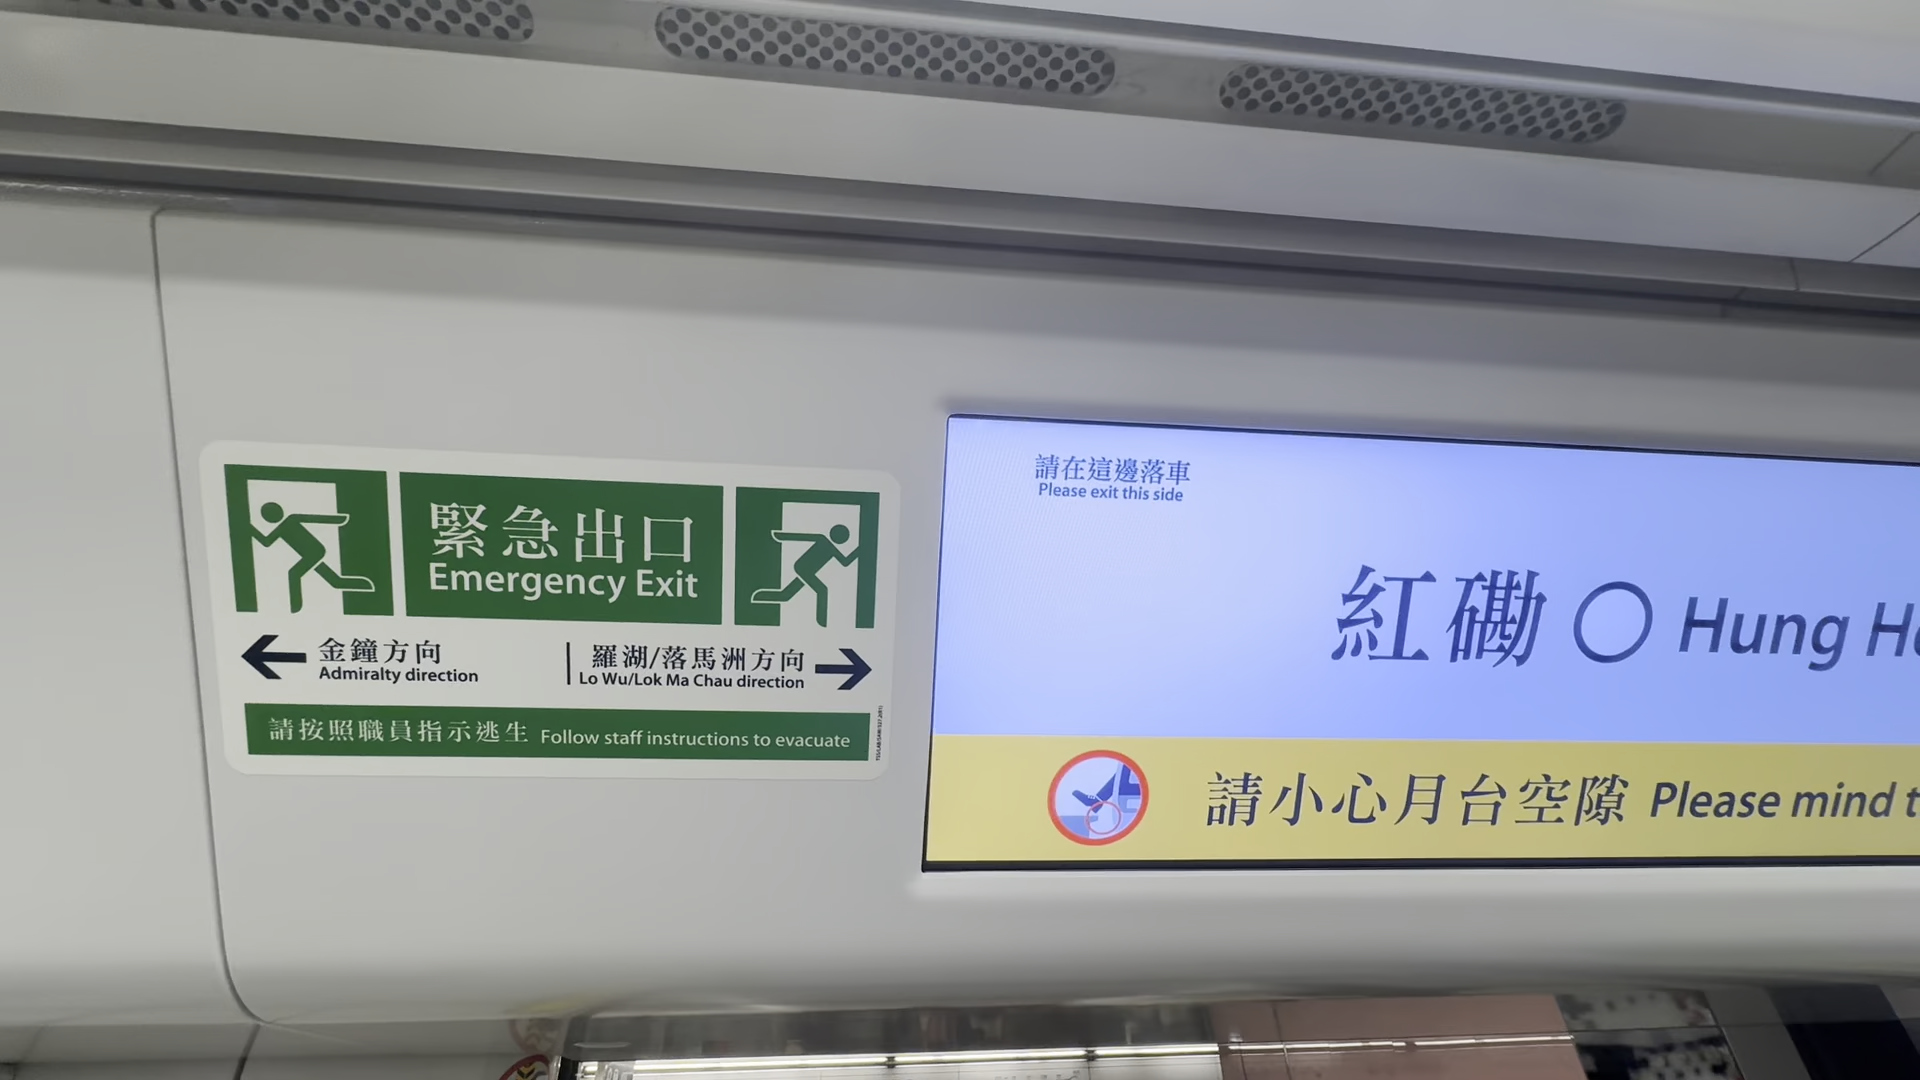 緊急出口
Emergency Exit
金鐘方向
Admiralty direction
羅湖/落馬洲方向
Lo Wu/Lok Ma Chau direction
請按照職員指示逃生 Follow staff instructions to evacuate
請在這邊落車
Please exit this side
紅磡 Hung
請小心月台空隙 Please mind